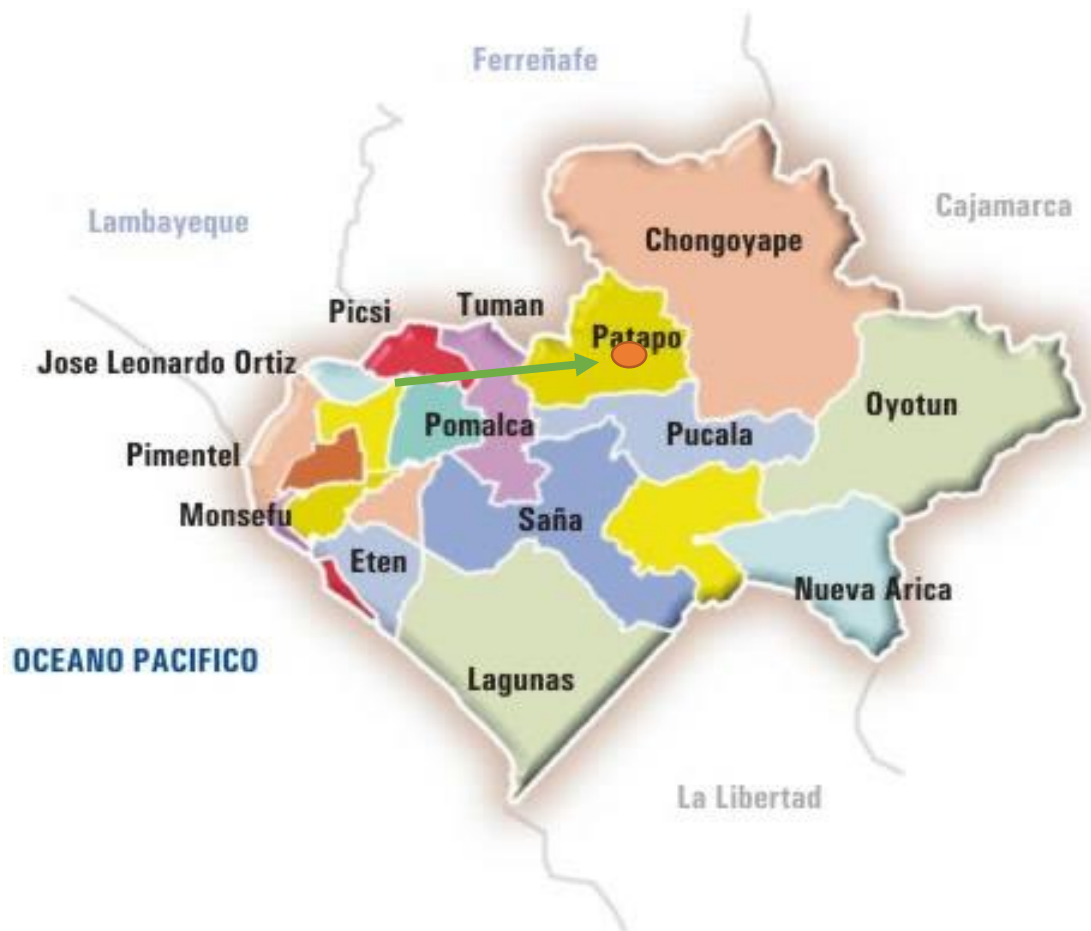 Ferreñafe
Cajamarca
Lambayeque
Chongoyape
Picsi
Tuman
Patapo
Jose Leonardo Ortiz
Oyotun
Pomalca
Pucala
Pimentel
Monsefu
Saña
Eten
Nueva Arica
OCEANO PACIFICO
Lagunas
La Libertad